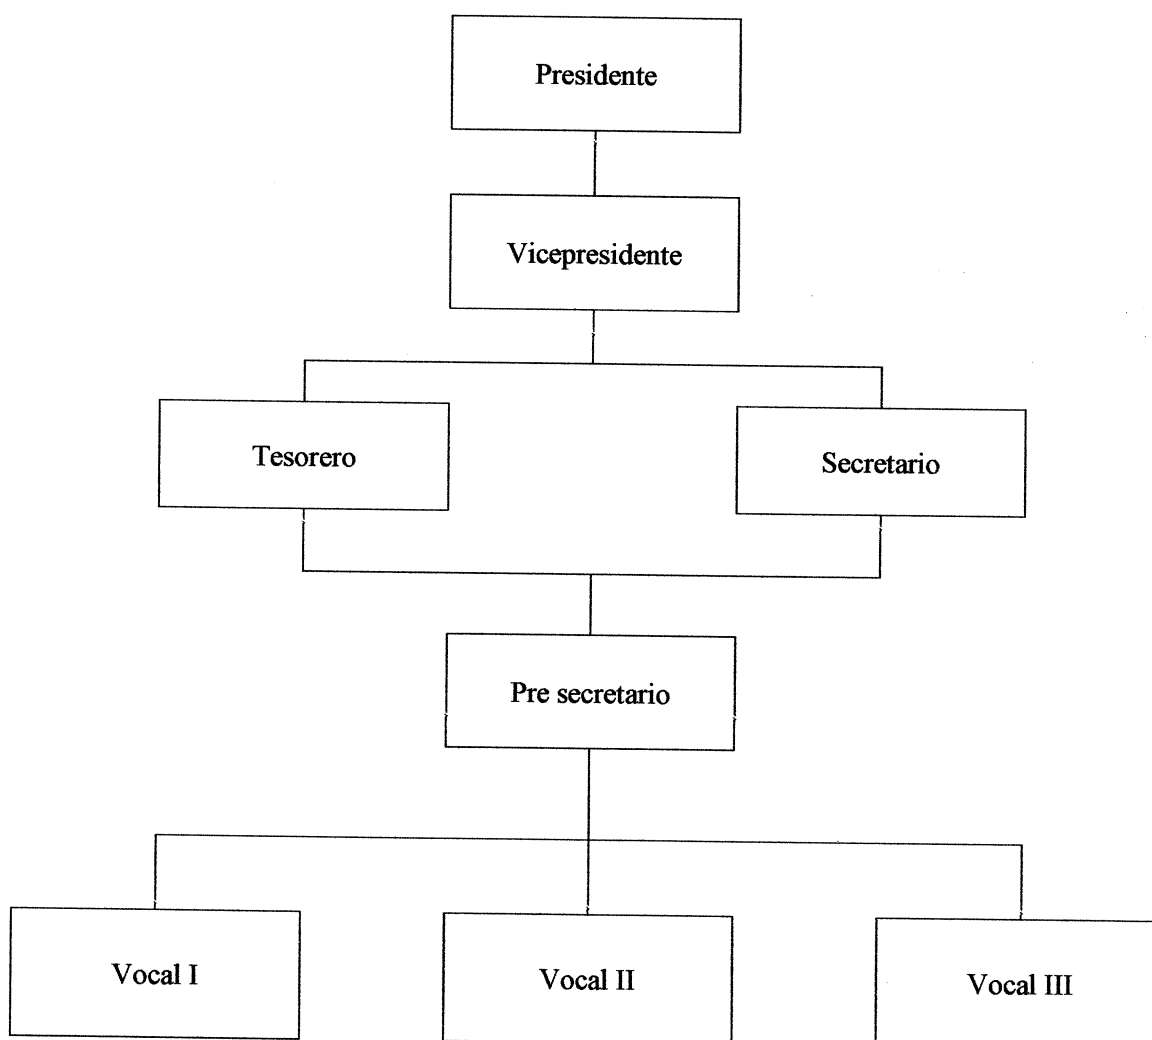 Presidente
Vicepresidente
Tesorero
Secretario
Pre secretario
Vocal I
Vocal II
Vocal III